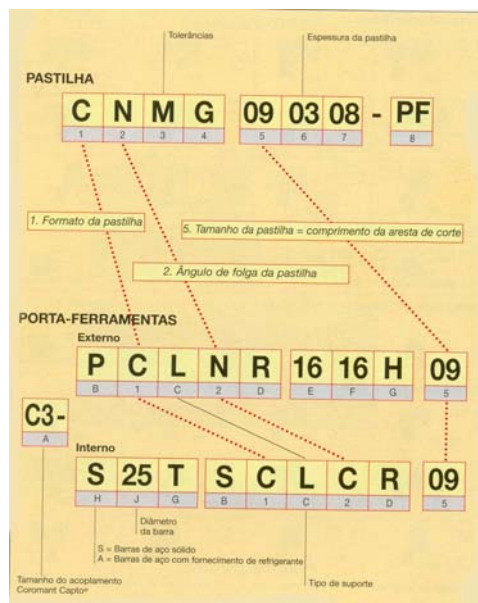 Tolerâncias
Espessura da pastilha
PASTILHA
C N M G 09 03 08 - PF
1 2 3 4 5 6 7 8
1. Formato da pastilha
5. Tamanho da pastilha = comprimento da aresta de corte
2. Ângulo de folga da pastilha
PORTA-FERRAMENTAS
Externo
P C L N R 16 16 H 09
B 1 C 2 D E F G 5
C3-
A
Interno
S 25 T S C L C R 09
H J G B 1 C 2 D 5
Diâmetro
da barra
S = Barras de aço sólido
A = Barras de aço com fornecimento de refrigerante
Tamanho do acoplamento
Coromant Capto®
Tipo de suporte